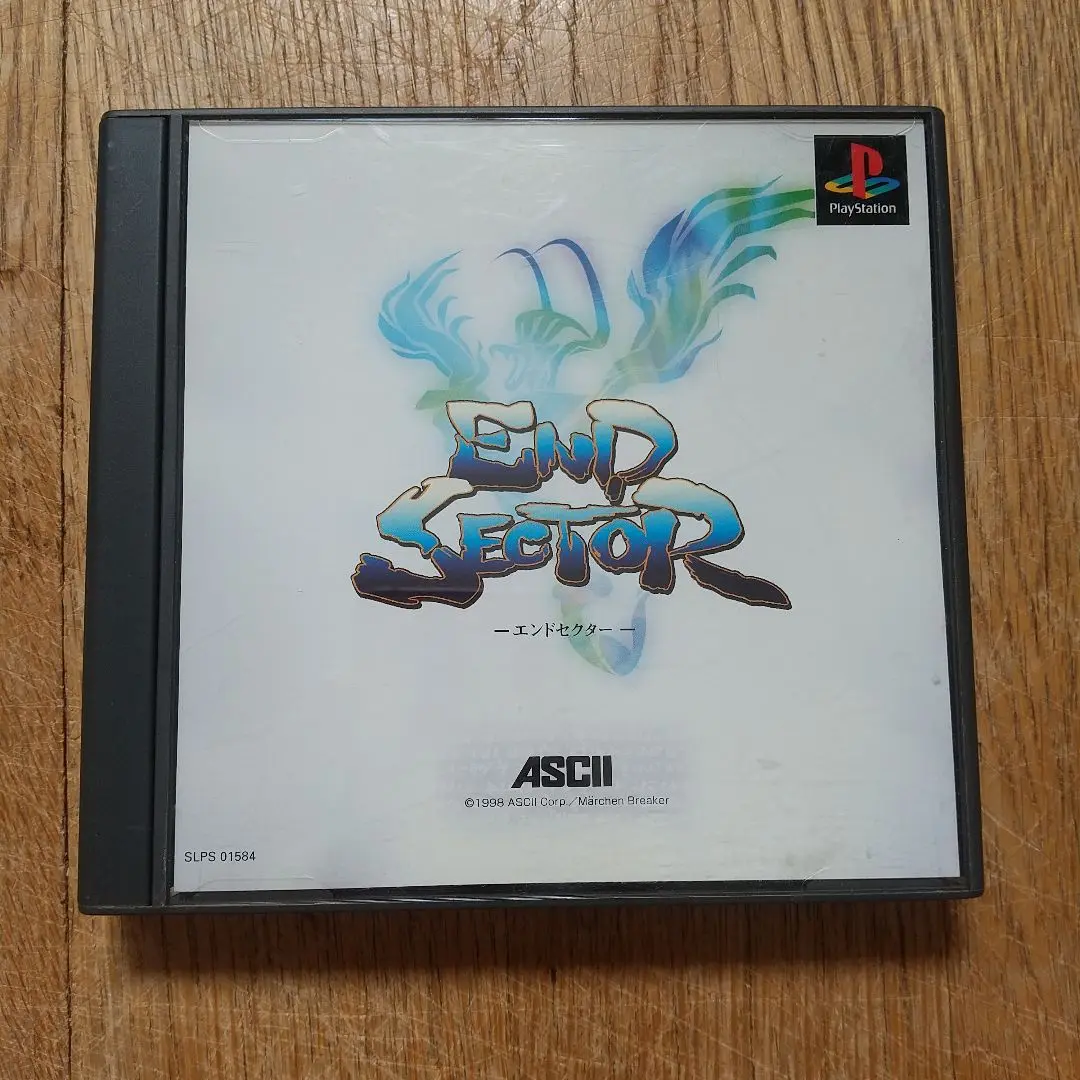 PlayStation
END
SECTOR
ーエンドセクターー
ASCII
©1998 ASCII Corp./Märchen Breaker
SLPS 01584